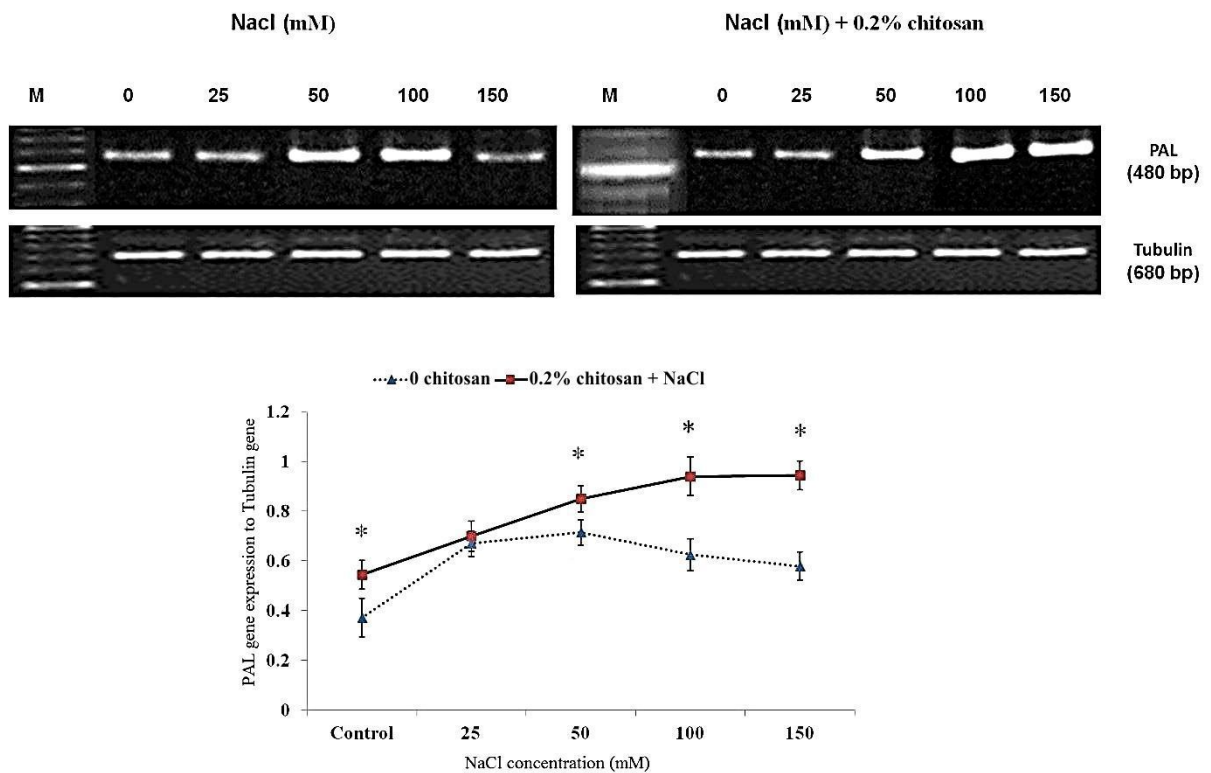 Nacl (mM)
Nacl (mM) + 0.2% chitosan
M 0 25 50 100 150
M 0 25 50 100 150
PAL
(480 bp)
Tubulin
(680 bp)
0 chitosan 0.2% chitosan + NaCl
PAL gene expression to Tubulin gene
1.2
1
0.8
0.6
0.4
0.2
0
* * * *
Control 25 50 100 150
NaCl concentration (mM)